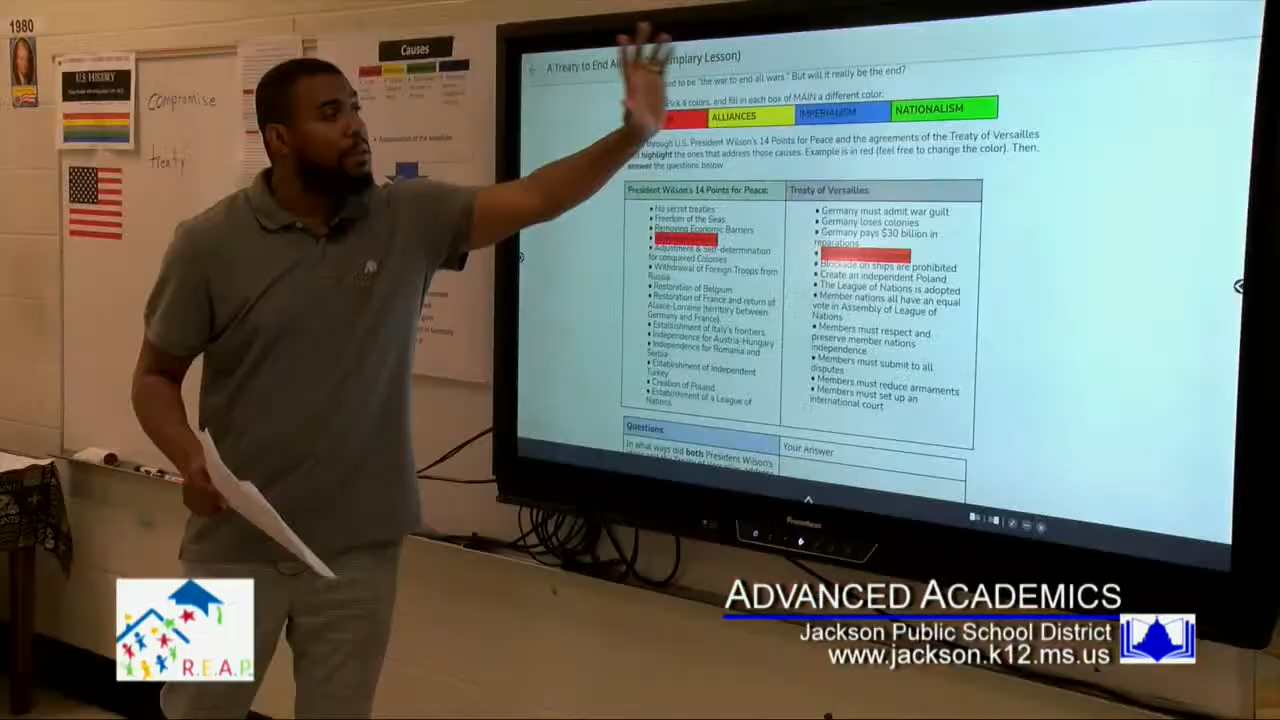 1980
U.S HISTORY
compromise
treaty
Causes
A Treaty to End Al
mplary Lesson)
sed to be "the war to end all wars." But will it really be the end?
Pick 4 colors, and fill in each box of MAIN a different color.
ALLIANCES
IMPERIALISM
NATIONALISM
through U.S. President Wilson's 14 Points for Peace and the agreements of the Treaty of Versailles
highlight the ones that address those causes. Example is in red (feel free to change the color). Then,
answer the questions below
President Wilson's 14 Points for Peace:
• No secret treaties
• Freedom of the Seas
• Removing Economic Barriers
• Adjustment & Self-determination
for conquered Colonies
• Withdrawal of Foreign Troops from
Russia
• Restoration of Belgium
• Restoration of France and return of
Alsace-Lorraine (territory between
Germany and France)
• Establishment of Italy's frontiers
• Independence for Austria-Hungary
• Independence for Romania and
Serbia
• Establishment of independent
Turkey
• Creation of Poland
• Establishment of a League of
Nations
Treaty of Versailles:
• Germany must admit war guilt
• Germany loses colonies
• Germany pays $30 billion in
reparations
• Blockade on ships are prohibited
• Create an independent Poland
• The League of Nations is adopted
• Member nations all have an equal
vote in Assembly of League of
Nations
• Members must respect and
preserve member nations
independence
• Members must submit to all
disputes
• Members must reduce armaments
• Members must set up an
international court
Questions:
In what ways did both President Wilson's
Your Answer
Promethean
R.E.A.P.
ADVANCED ACADEMICS
Jackson Public School District
www.jackson.k12.ms.us